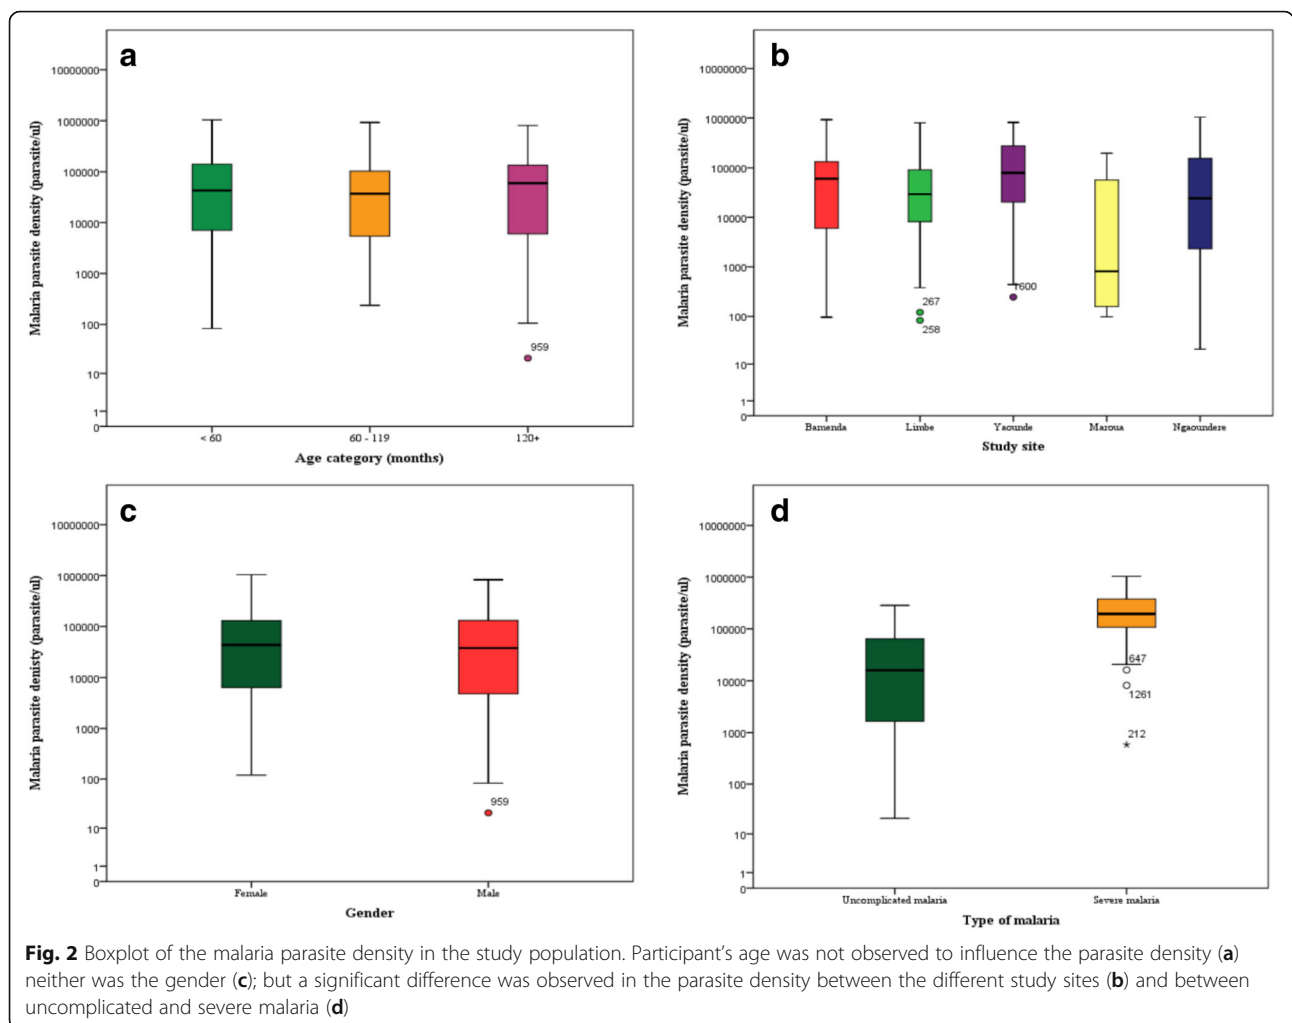 a
Malaria parasite density (parasite/ul)
10000000
1000000
100000
10000
1000
100
10
1
0
959
< 60
60 - 119
120+
Age category (months)
b
Malaria parasite density (parasite/ul)
10000000
1000000
100000
10000
1000
100
10
1
0
267
258
1600
Bamenda
Limbe
Yaounde
Maroua
Ngaoundere
Study site
c
Malaria parasite denisty (parasite/ul)
10000000
1000000
100000
10000
1000
100
10
1
0
959
Female
Male
Gender
d
Malaria parasite density (parasite/ul)
10000000
1000000
100000
10000
1000
100
10
1
0
647
1261
212
Uncomplicated malaria
Severe malaria
Type of malaria
Fig. 2 Boxplot of the malaria parasite density in the study population. Participant's age was not observed to influence the parasite density (a)
neither was the gender (c); but a significant difference was observed in the parasite density between the different study sites (b) and between
uncomplicated and severe malaria (d)